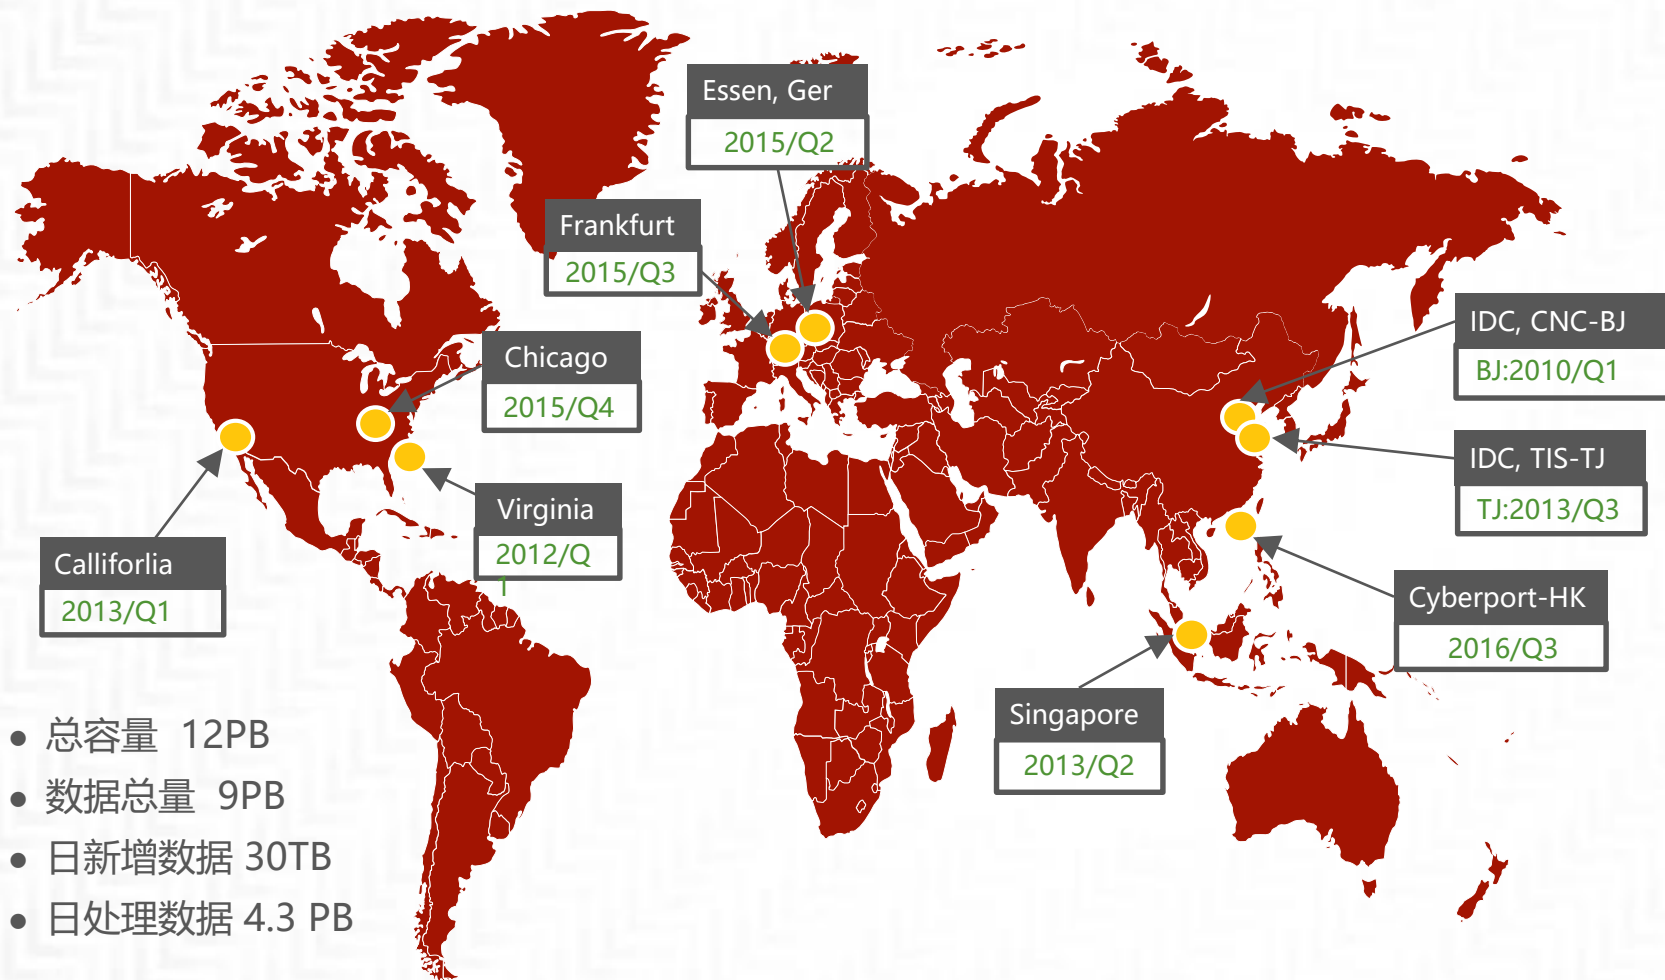 Essen, Ger
2015/Q2
Frankfurt
2015/Q3
IDC, CNC-BJ
BJ:2010/Q1
Chicago
2015/Q4
IDC, TIS-TJ
TJ:2013/Q3
Virginia
2012/Q
1
Calliforlia
2013/Q1
Cyberport-HK
2016/Q3
Singapore
2013/Q2
• 总容量 12PB
• 数据总量 9PB
• 日新增数据 30TB
• 日处理数据 4.3 PB